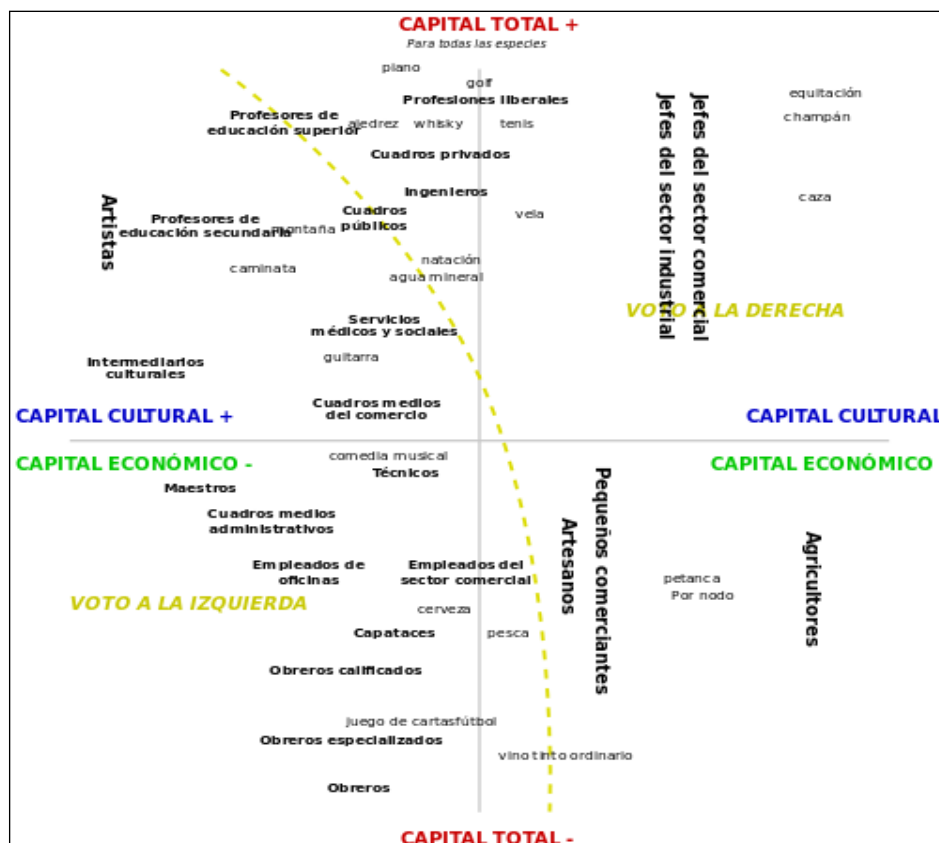 CAPITAL TOTAL +
Para todas las especies
piano
golf
equitación
Profesiones liberales
champán
Profesores de
educación superior
ajedrez
whisky
tenis
Cuadros privados
Jefes del sector industrial
Jefes del sector comercial
Ingenieros
caza
Artistas
Cuadros
públicos
vela
Profesores de
educación secundaria
montaña
natación
caminata
agua mineral
VOTO A LA DERECHA
Servicios
médicos y sociales
guitarra
Intermediarios
culturales
Cuadros medios
del comercio
CAPITAL CULTURAL +
CAPITAL CULTURAL
CAPITAL ECONÓMICO -
CAPITAL ECONÓMICO
comedia musical
Técnicos
Maestros
Cuadros medios
administrativos
Artesanos
Pequeños comerciantes
Agricultores
Empleados de
oficinas
Empleados del
sector comercial
petanca
Por nodo
VOTO A LA IZQUIERDA
cerveza
Capataces
pesca
Obreros calificados
juego de cartas
fútbol
Obreros especializados
vino tinto ordinario
Obreros
CAPITAL TOTAL -